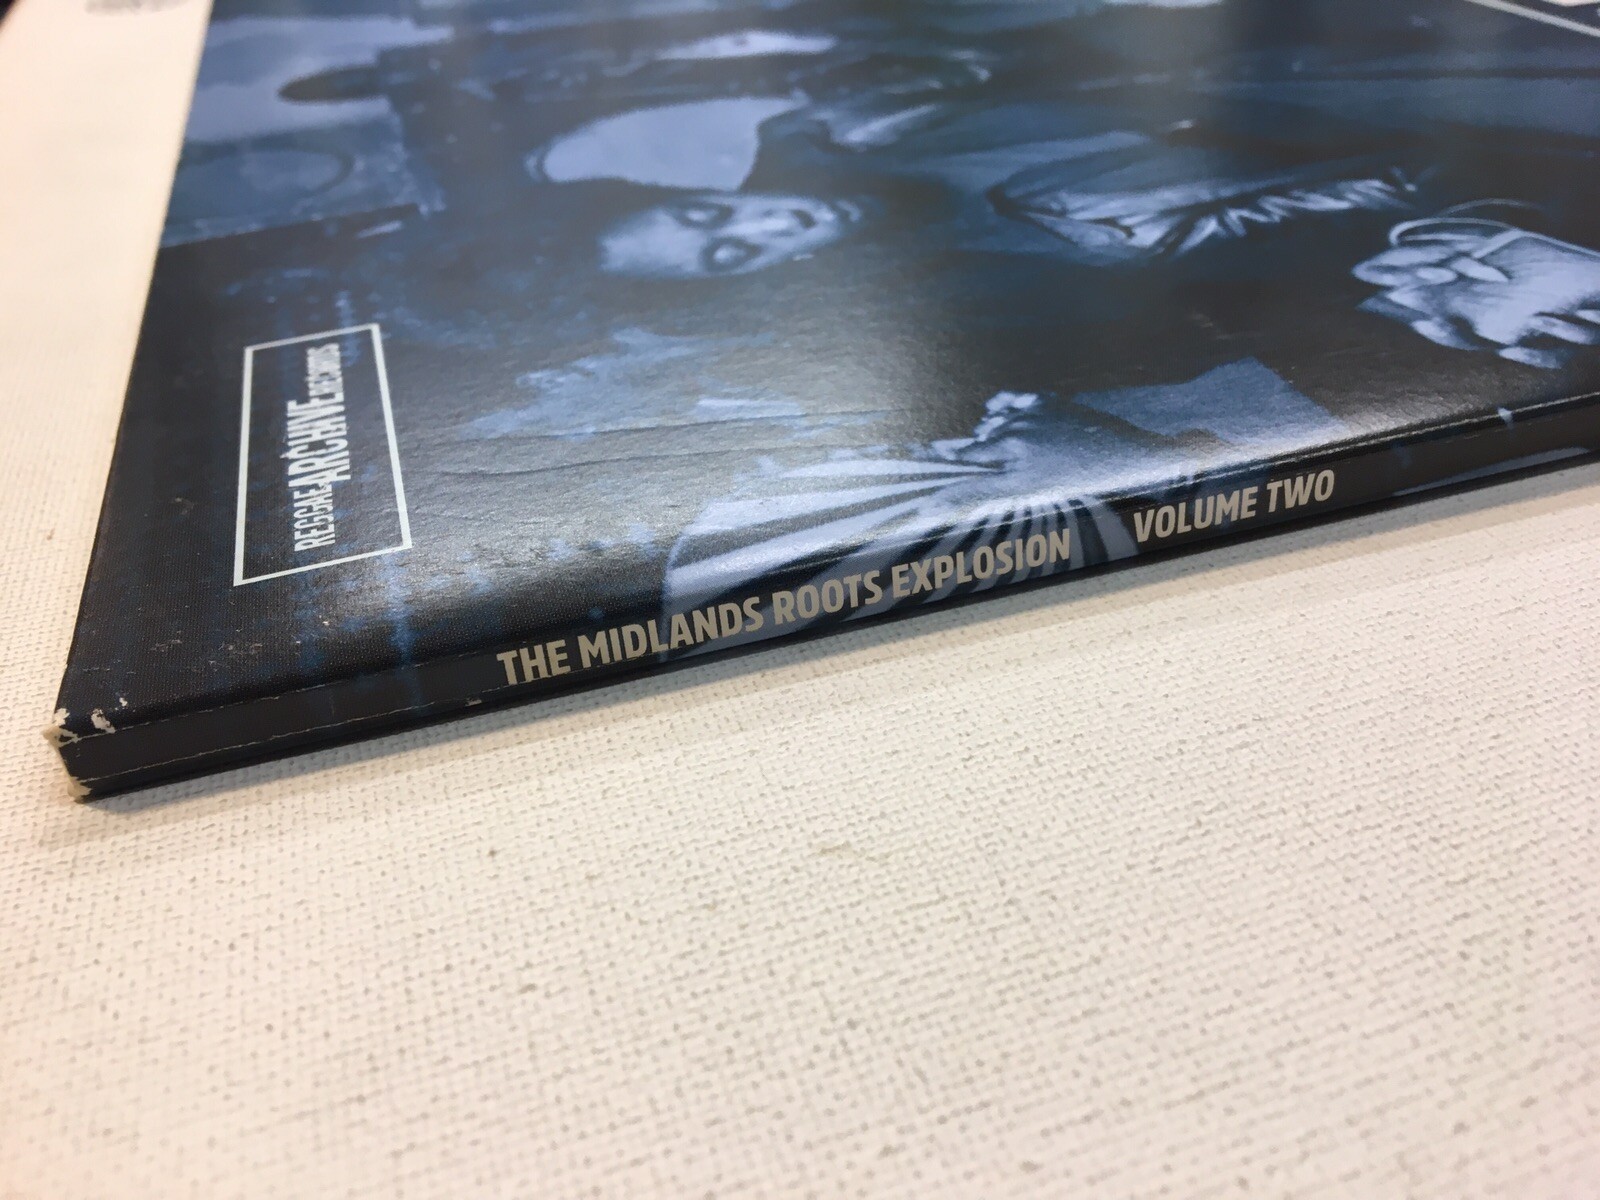 REGGAE ARCHIVE RECORDS
THE MIDLANDS ROOTS EXPLOSION VOLUME TWO